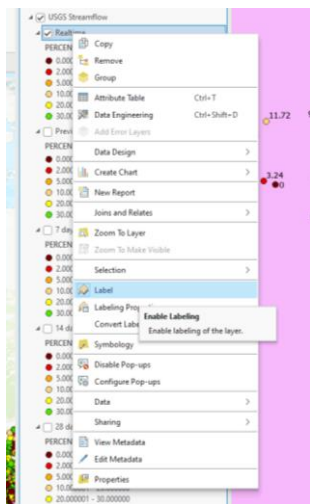 USGS Streamflow
Realtime
PERCEN
0.000
2.000
5.000
10.00
20.00
30.00
Previ
PERCEN
0.000
2.000
5.000
10.00
20.00
30.00
7 day
PERCEN
0.000
2.000
5.000
10.00
20.00
30.00
14 da
PERCEN
0.000
2.000
5.000
10.00
20.00
30.00
28 da
PERCEN
0.000
2.000
5.000
10.00
20.000001 - 30.000000
Copy
Remove
Group
Attribute Table Ctrl+T
Data Engineering Ctrl+Shift+D
Add Error Layers
Data Design
Create Chart
New Report
Joins and Relates
Zoom To Layer
Zoom To Make Visible
Selection
Label
Labeling Prop
Convert Labe
Symbology
Disable Pop-ups
Configure Pop-ups
Data
Sharing
View Metadata
Edit Metadata
Properties
Enable Labeling
Enable labeling of the layer.
11.72
3.24
0